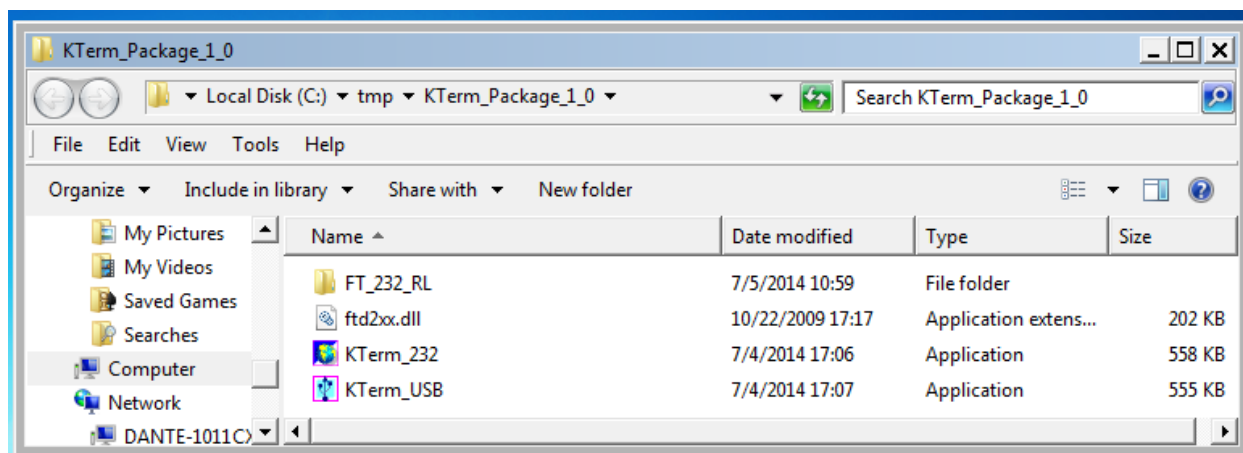 KTerm_Package_1_0
Local Disk (C:) tmp KTerm_Package_1_0 Search KTerm_Package_1_0
File Edit View Tools Help
Organize Include in library Share with New folder
My Pictures Name Date modified Type Size
My Videos FT_232_RL 7/5/2014 10:59 File folder
Saved Games ftd2xx.dll 10/22/2009 17:17 Application extens... 202 KB
Searches KTerm_232 7/4/2014 17:06 Application 558 KB
Computer KTerm_USB 7/4/2014 17:07 Application 555 KB
Network
DANTE-1011C